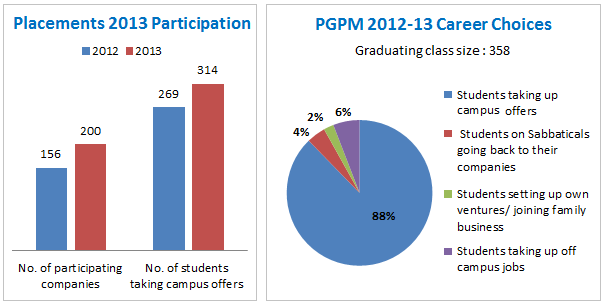 Placements 2013 Participation
2012 2013
314
269
200
156
No. of participating
companies
No. of students
taking campus offers
PGPM 2012-13 Career Choices
Graduating class size : 358
6%
2%
4%
88%
Students taking up
campus offers
Students on Sabbaticals
going back to their
companies
Students setting up own
ventures/ joining family
business
Students taking up off
campus jobs